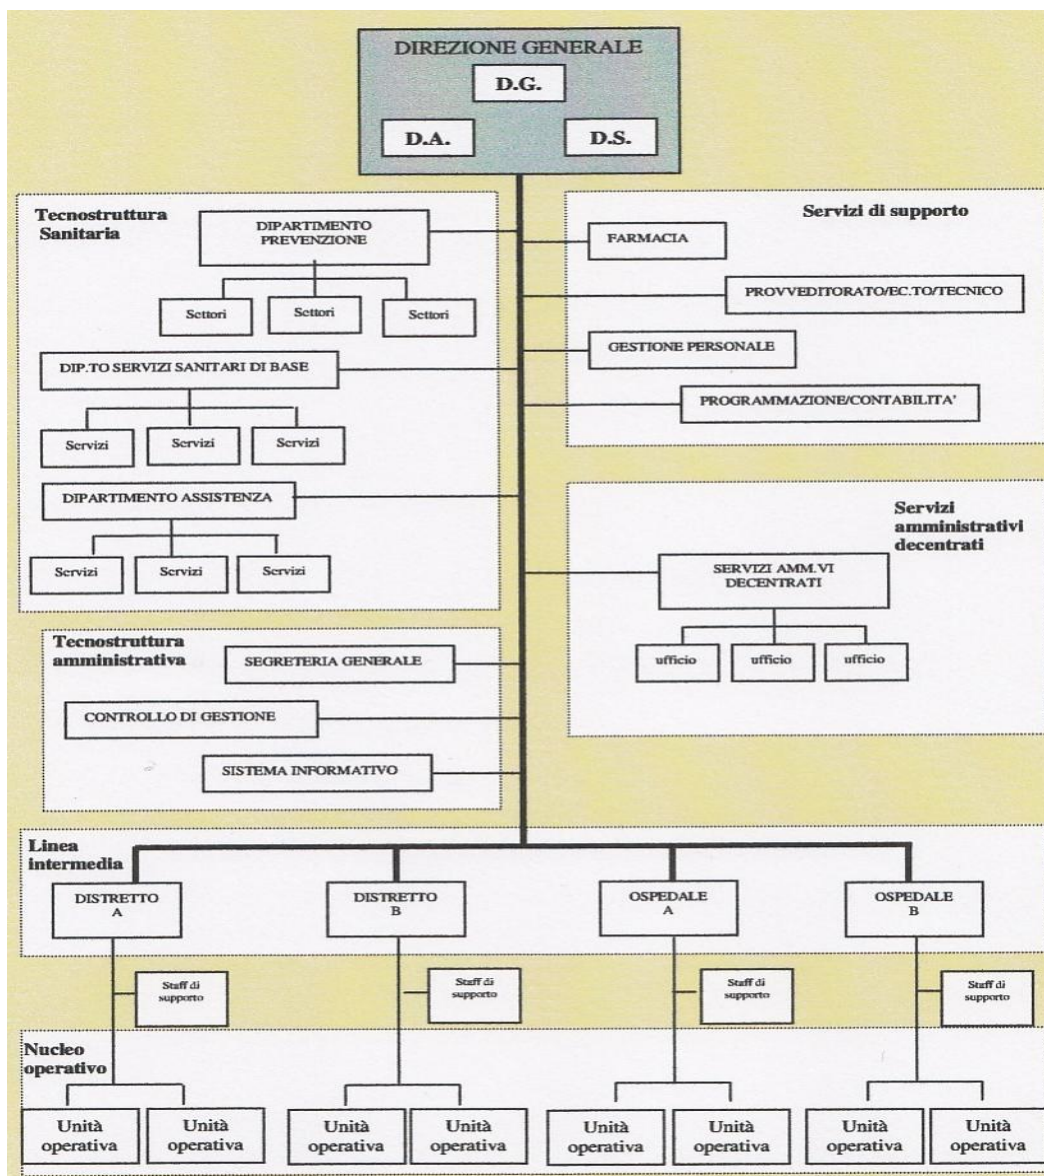 DIREZIONE GENERALE
D.G.
D.A.
D.S.
Tecnostruttura
Sanitaria
DIPARTIMENTO
PREVENZIONE
Settori
Settori
Settori
DIP.TO SERVIZI SANITARI DI BASE
Servizi
Servizi
Servizi
DIPARTIMENTO ASSISTENZA
Servizi
Servizi
Servizi
Servizi di supporto
FARMACIA
PROVVEDITORATO/EC.TO/TECNICO
GESTIONE PERSONALE
PROGRAMMAZIONE/CONTABILITA'
Servizi
amministrativi
decentrati
SERVIZI AMM.VI
DECENTRATI
ufficio
ufficio
ufficio
Tecnostruttura
amministrativa
SEGRETERIA GENERALE
CONTROLLO DI GESTIONE
SISTEMA INFORMATIVO
Linea
intermedia
DISTRETTO
A
DISTRETTO
B
OSPEDALE
A
OSPEDALE
B
Staff di
supporto
Staff di
supporto
Staff di
supporto
Staff di
supporto
Nucleo
operativo
Unità
operativa
Unità
operativa
Unità
operativa
Unità
operativa
Unità
operativa
Unità
operativa
Unità
operativa
Unità
operativa